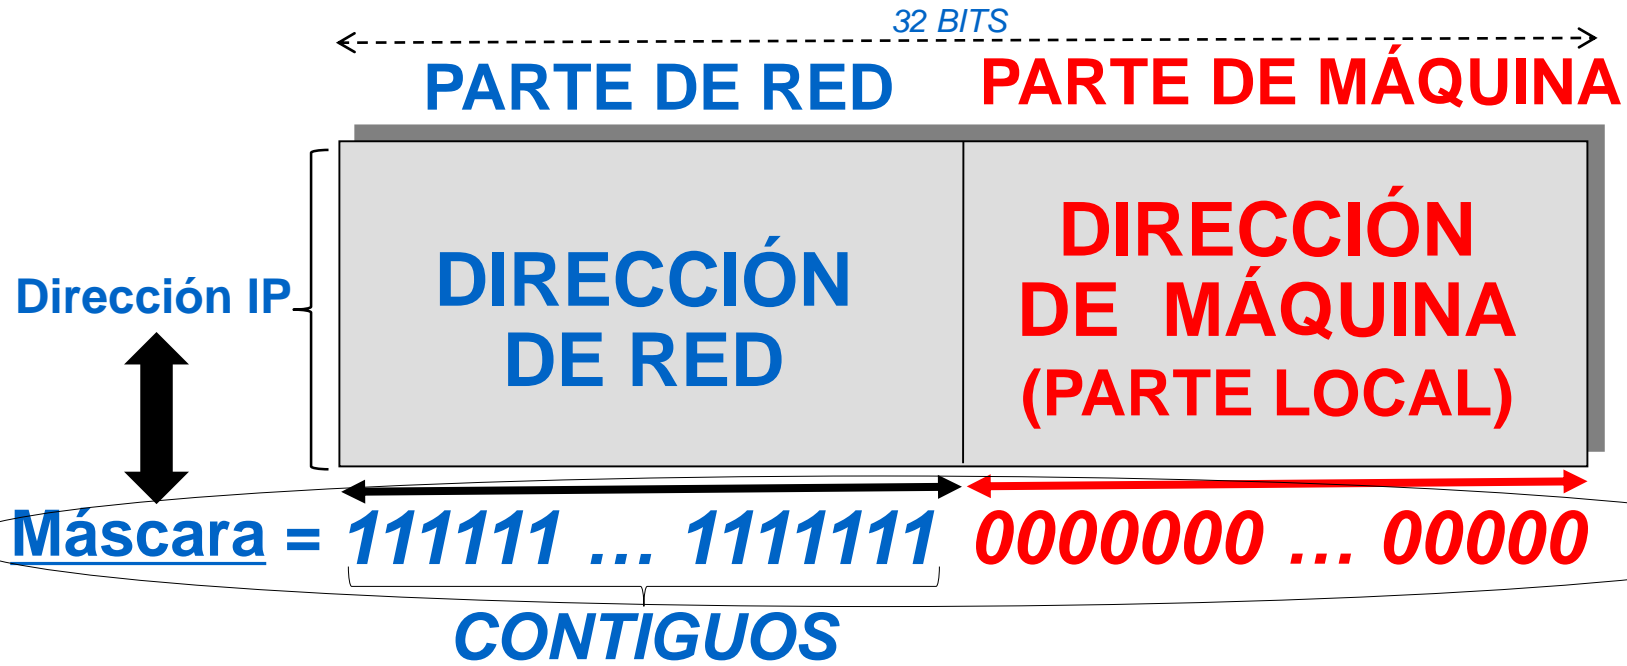 32 BITS
PARTE DE RED
PARTE DE MÁQUINA
DIRECCIÓN
DE RED
DIRECCIÓN
DE MÁQUINA
(PARTE LOCAL)
Dirección IP
Máscara = 111111 ... 1111111 0000000 ... 00000
CONTIGUOS